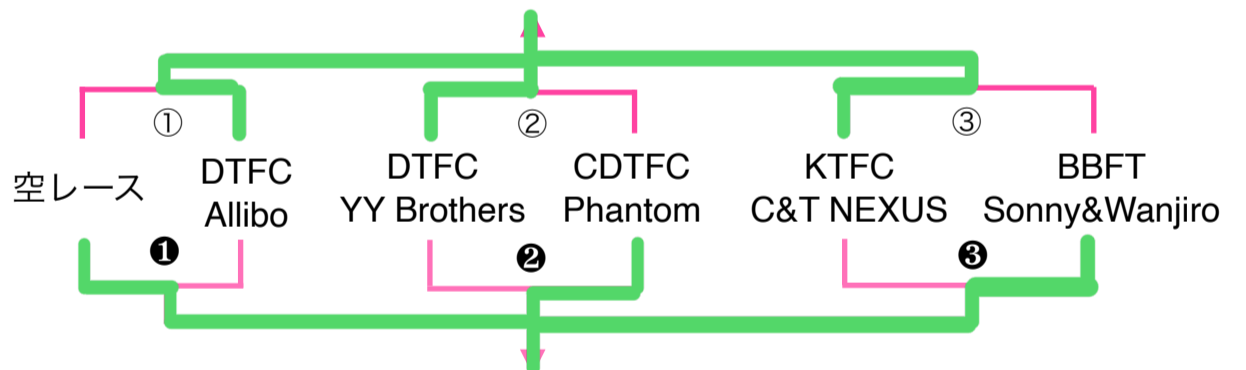 ① ② ③
空レース
DTFC
Allibo
DTFC
YY Brothers
CDTFC
Phantom
KTFC
C&T NEXUS
BBFT
Sonny&Wanjiro
❶ ❷ ❸